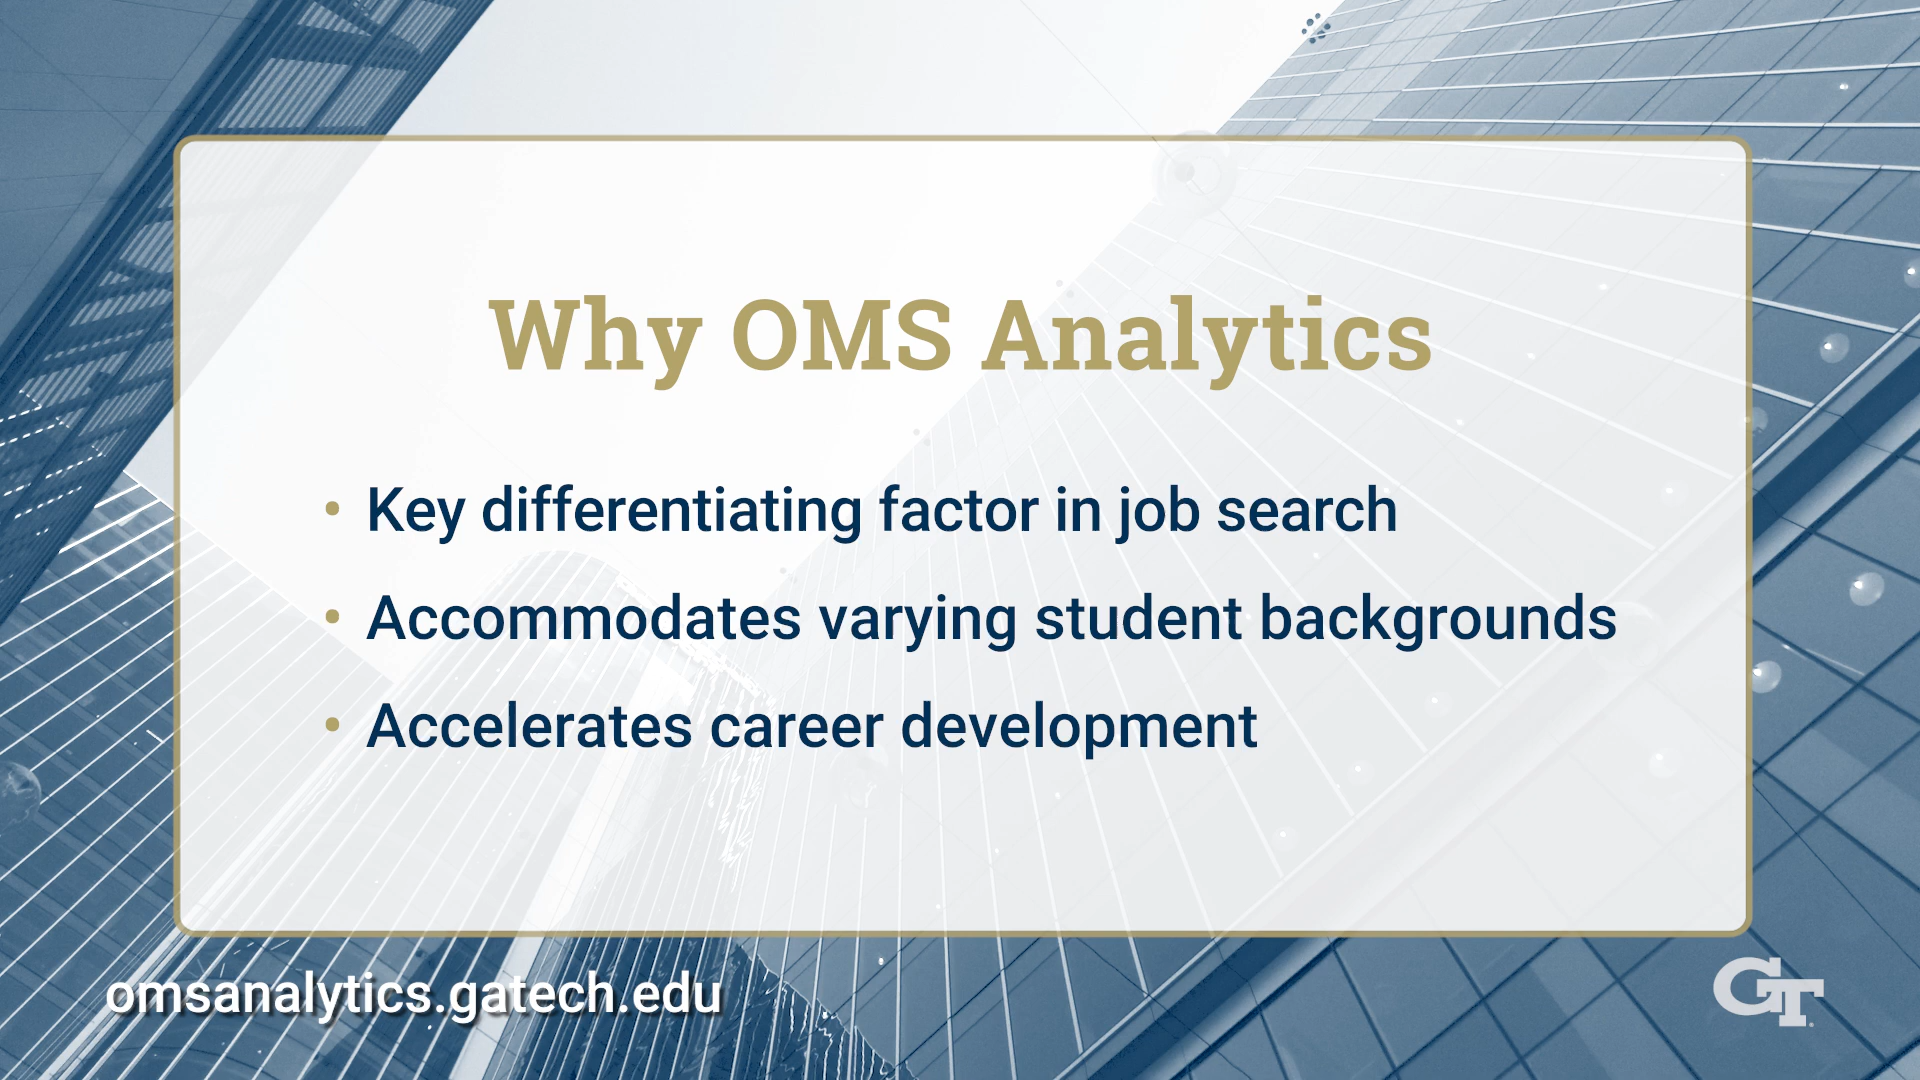 Why OMS Analytics
• Key differentiating factor in job search
• Accommodates varying student backgrounds
• Accelerates career development
omsanalytics.gatech.edu
GT